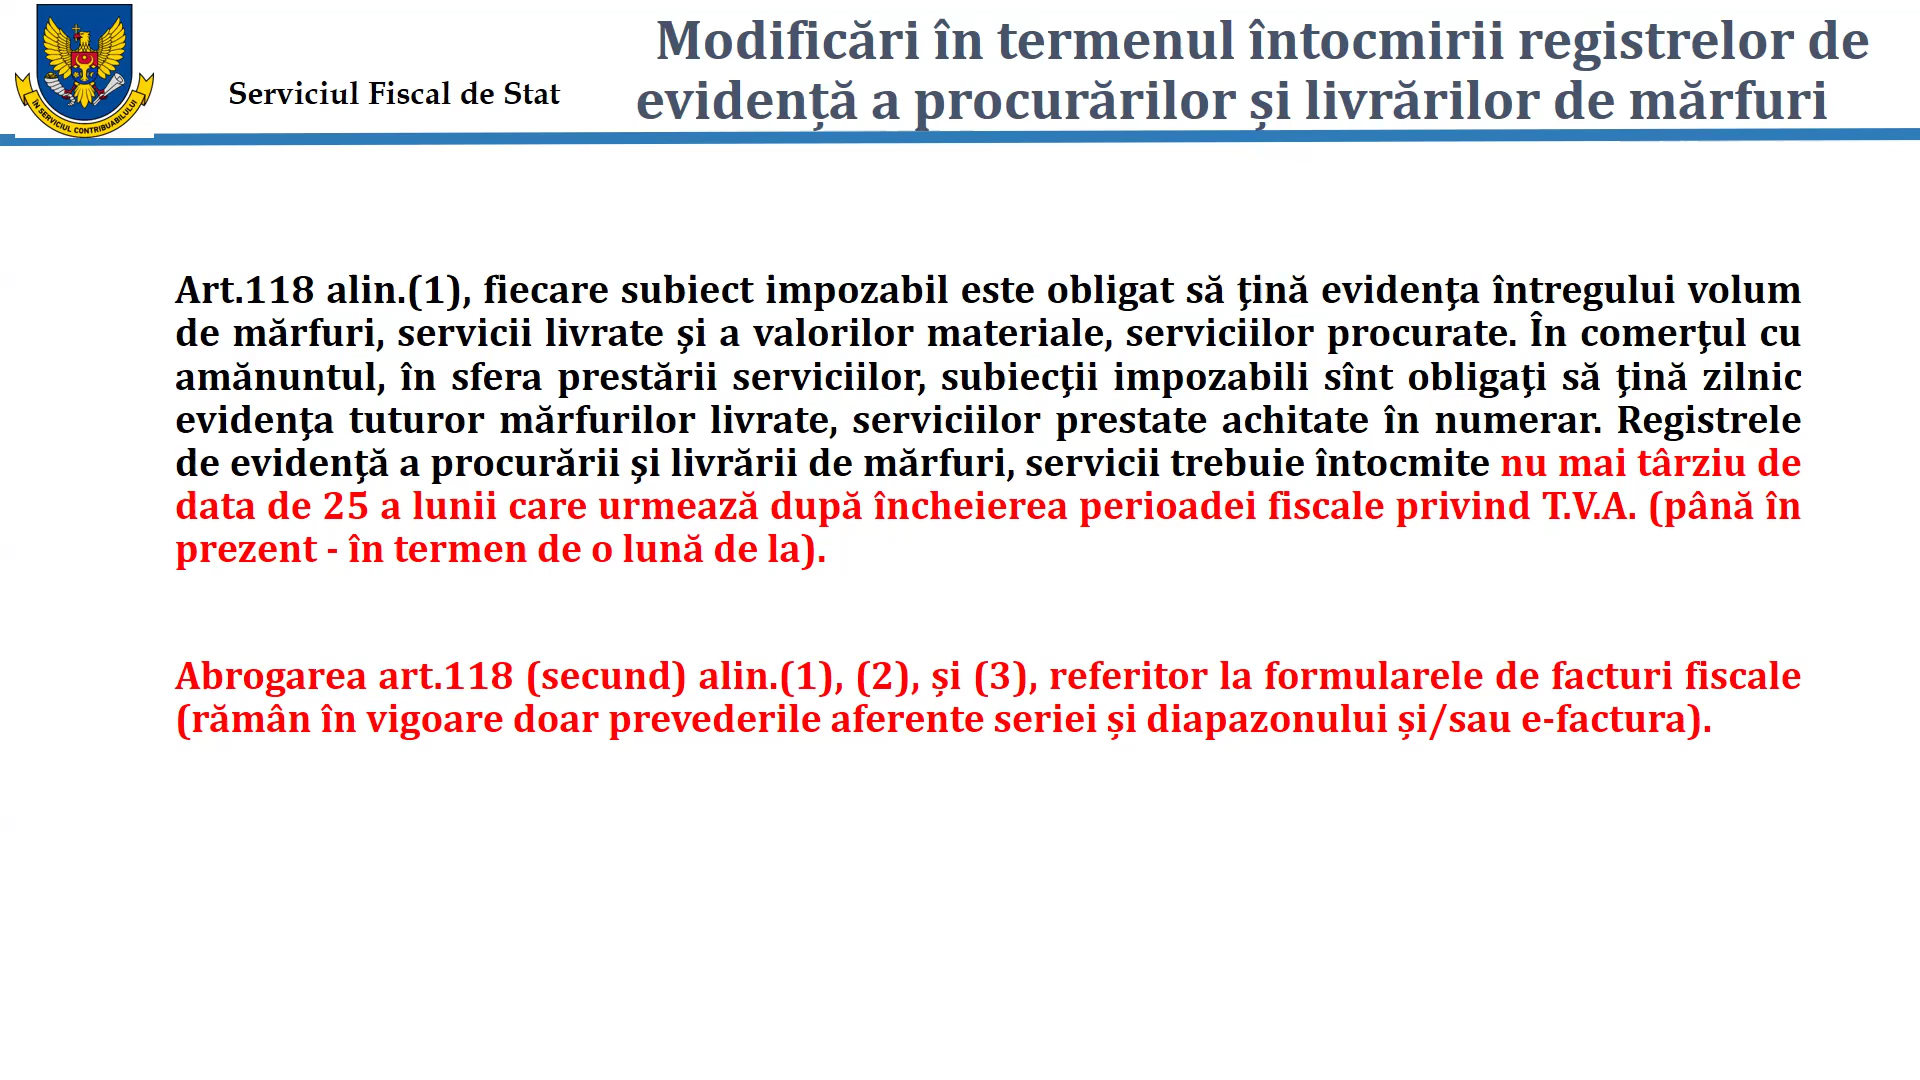 ÎN SERVICIUL CONTRIBUABILULUI
Serviciul Fiscal de Stat
Modificări în termenul întocmirii registrelor de
evidență a procurărilor și livrărilor de mărfuri
Art.118 alin.(1), fiecare subiect impozabil este obligat să ţină evidenţa întregului volum
de mărfuri, servicii livrate şi a valorilor materiale, serviciilor procurate. În comerţul cu
amănuntul, în sfera prestării serviciilor, subiecţii impozabili sînt obligaţi să ţină zilnic
evidenţa tuturor mărfurilor livrate, serviciilor prestate achitate în numerar. Registrele
de evidenţă a procurării şi livrării de mărfuri, servicii trebuie întocmite nu mai târziu de
data de 25 a lunii care urmează după încheierea perioadei fiscale privind T.V.A. (până în
prezent - în termen de o lună de la).
Abrogarea art.118 (secund) alin.(1), (2), și (3), referitor la formularele de facturi fiscale
(rămân în vigoare doar prevederile aferente seriei și diapazonului și/sau e-factura).